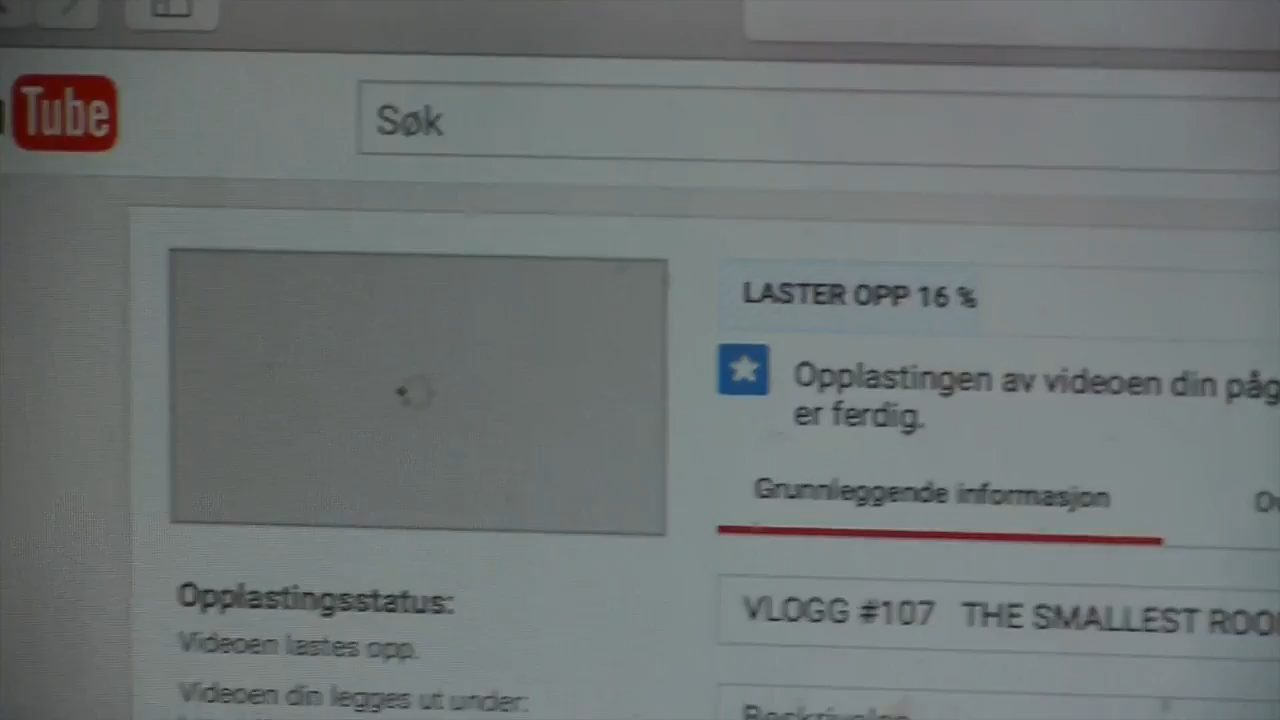 Tube
Søk
LASTER OPP 16 %
Opplastingen av videoen din
er ferdig.
Grunnleggende informasjon
Opplastingsstatus:
Videoen lastes opp.
VLOGG #107 THE SMALLEST
Videoen din legges ut under:
Beskrivelse